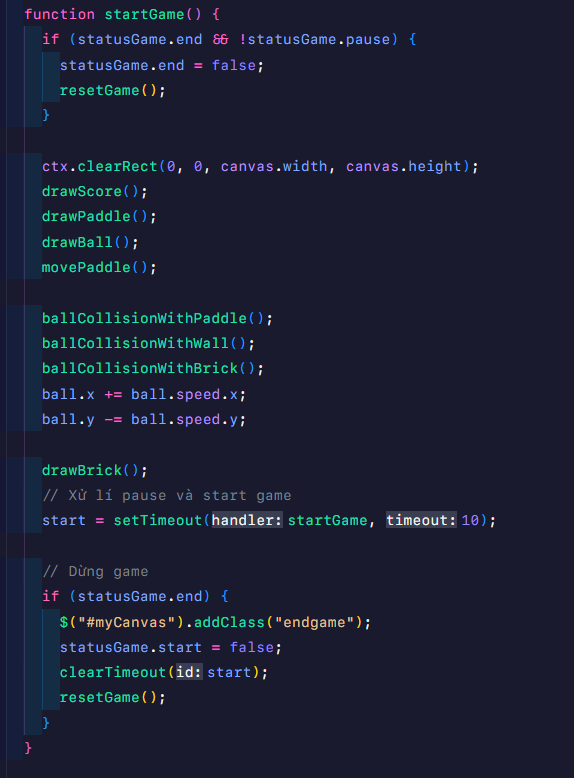 function startGame() {
if (statusGame.end && !statusGame.pause) {
statusGame.end = false;
resetGame();
}
ctx.clearRect(0, 0, canvas.width, canvas.height);
drawScore();
drawPaddle();
drawBall();
movePaddle();
ballCollisionWithPaddle();
ballCollisionWithWall();
ballCollisionWithBrick();
ball.x += ball.speed.x;
ball.y -= ball.speed.y;
drawBrick();
// Xử lí pause và start game
start = setTimeout(handler: startGame, timeout: 10);
// Dừng game
if (statusGame.end) {
$("#myCanvas").addClass("endgame");
statusGame.start = false;
clearTimeout(id: start);
resetGame();
}
}